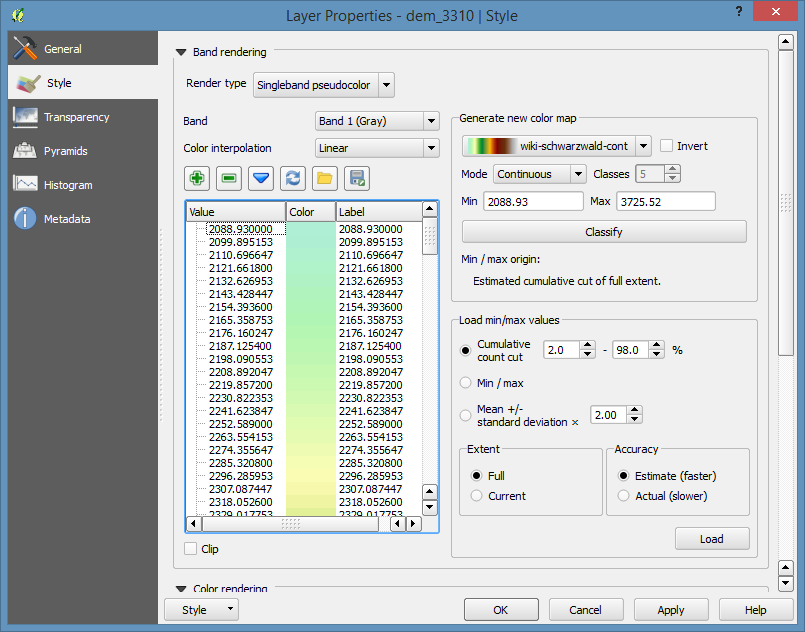 Layer Properties - dem_3310 | Style
?
General
Style
Transparency
Pyramids
Histogram
Metadata
Band rendering
Render type Singleband pseudocolor
Band Band 1 (Gray)
Color interpolation Linear
Value Color Label
2088.930000 2088.930000
2099.895153 2099.895153
2110.696647 2110.696647
2121.661800 2121.661800
2132.626953 2132.626953
2143.428447 2143.428447
2154.393600 2154.393600
2165.358753 2165.358753
2176.160247 2176.160247
2187.125400 2187.125400
2198.090553 2198.090553
2208.892047 2208.892047
2219.857200 2219.857200
2230.822353 2230.822353
2241.623847 2241.623847
2252.589000 2252.589000
2263.554153 2263.554153
2274.355647 2274.355647
2285.320800 2285.320800
2296.285953 2296.285953
2307.087447 2307.087447
2318.052600 2318.052600
2329.017753 2329.017753
Clip
Generate new color map
wiki-schwarzwald-cont Invert
Mode Continuous Classes 5
Min 2088.93 Max 3725.52
Classify
Min / max origin:
Estimated cumulative cut of full extent.
Load min/max values
Cumulative
count cut 2.0 - 98.0 %
Min / max
Mean +/-
standard deviation × 2.00
Extent
Full
Current
Accuracy
Estimate (faster)
Actual (slower)
Load
Color rendering
Style OK Cancel Apply Help